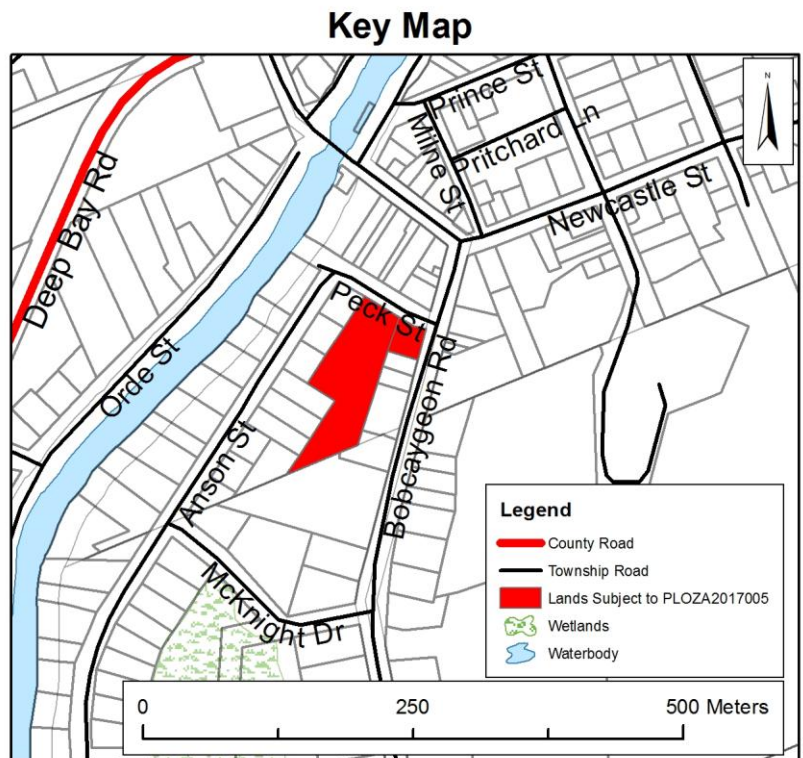 Key Map
N
Prince St
Pritchard Ln
Milne St
Newcastle St
Deep Bay Rd
Peck St
Orde St
Bobcaygeon Rd
Anson St
McKnight Dr
Legend
County Road
Township Road
Lands Subject to PLOZA2017005
Wetlands
Waterbody
0 250 500 Meters